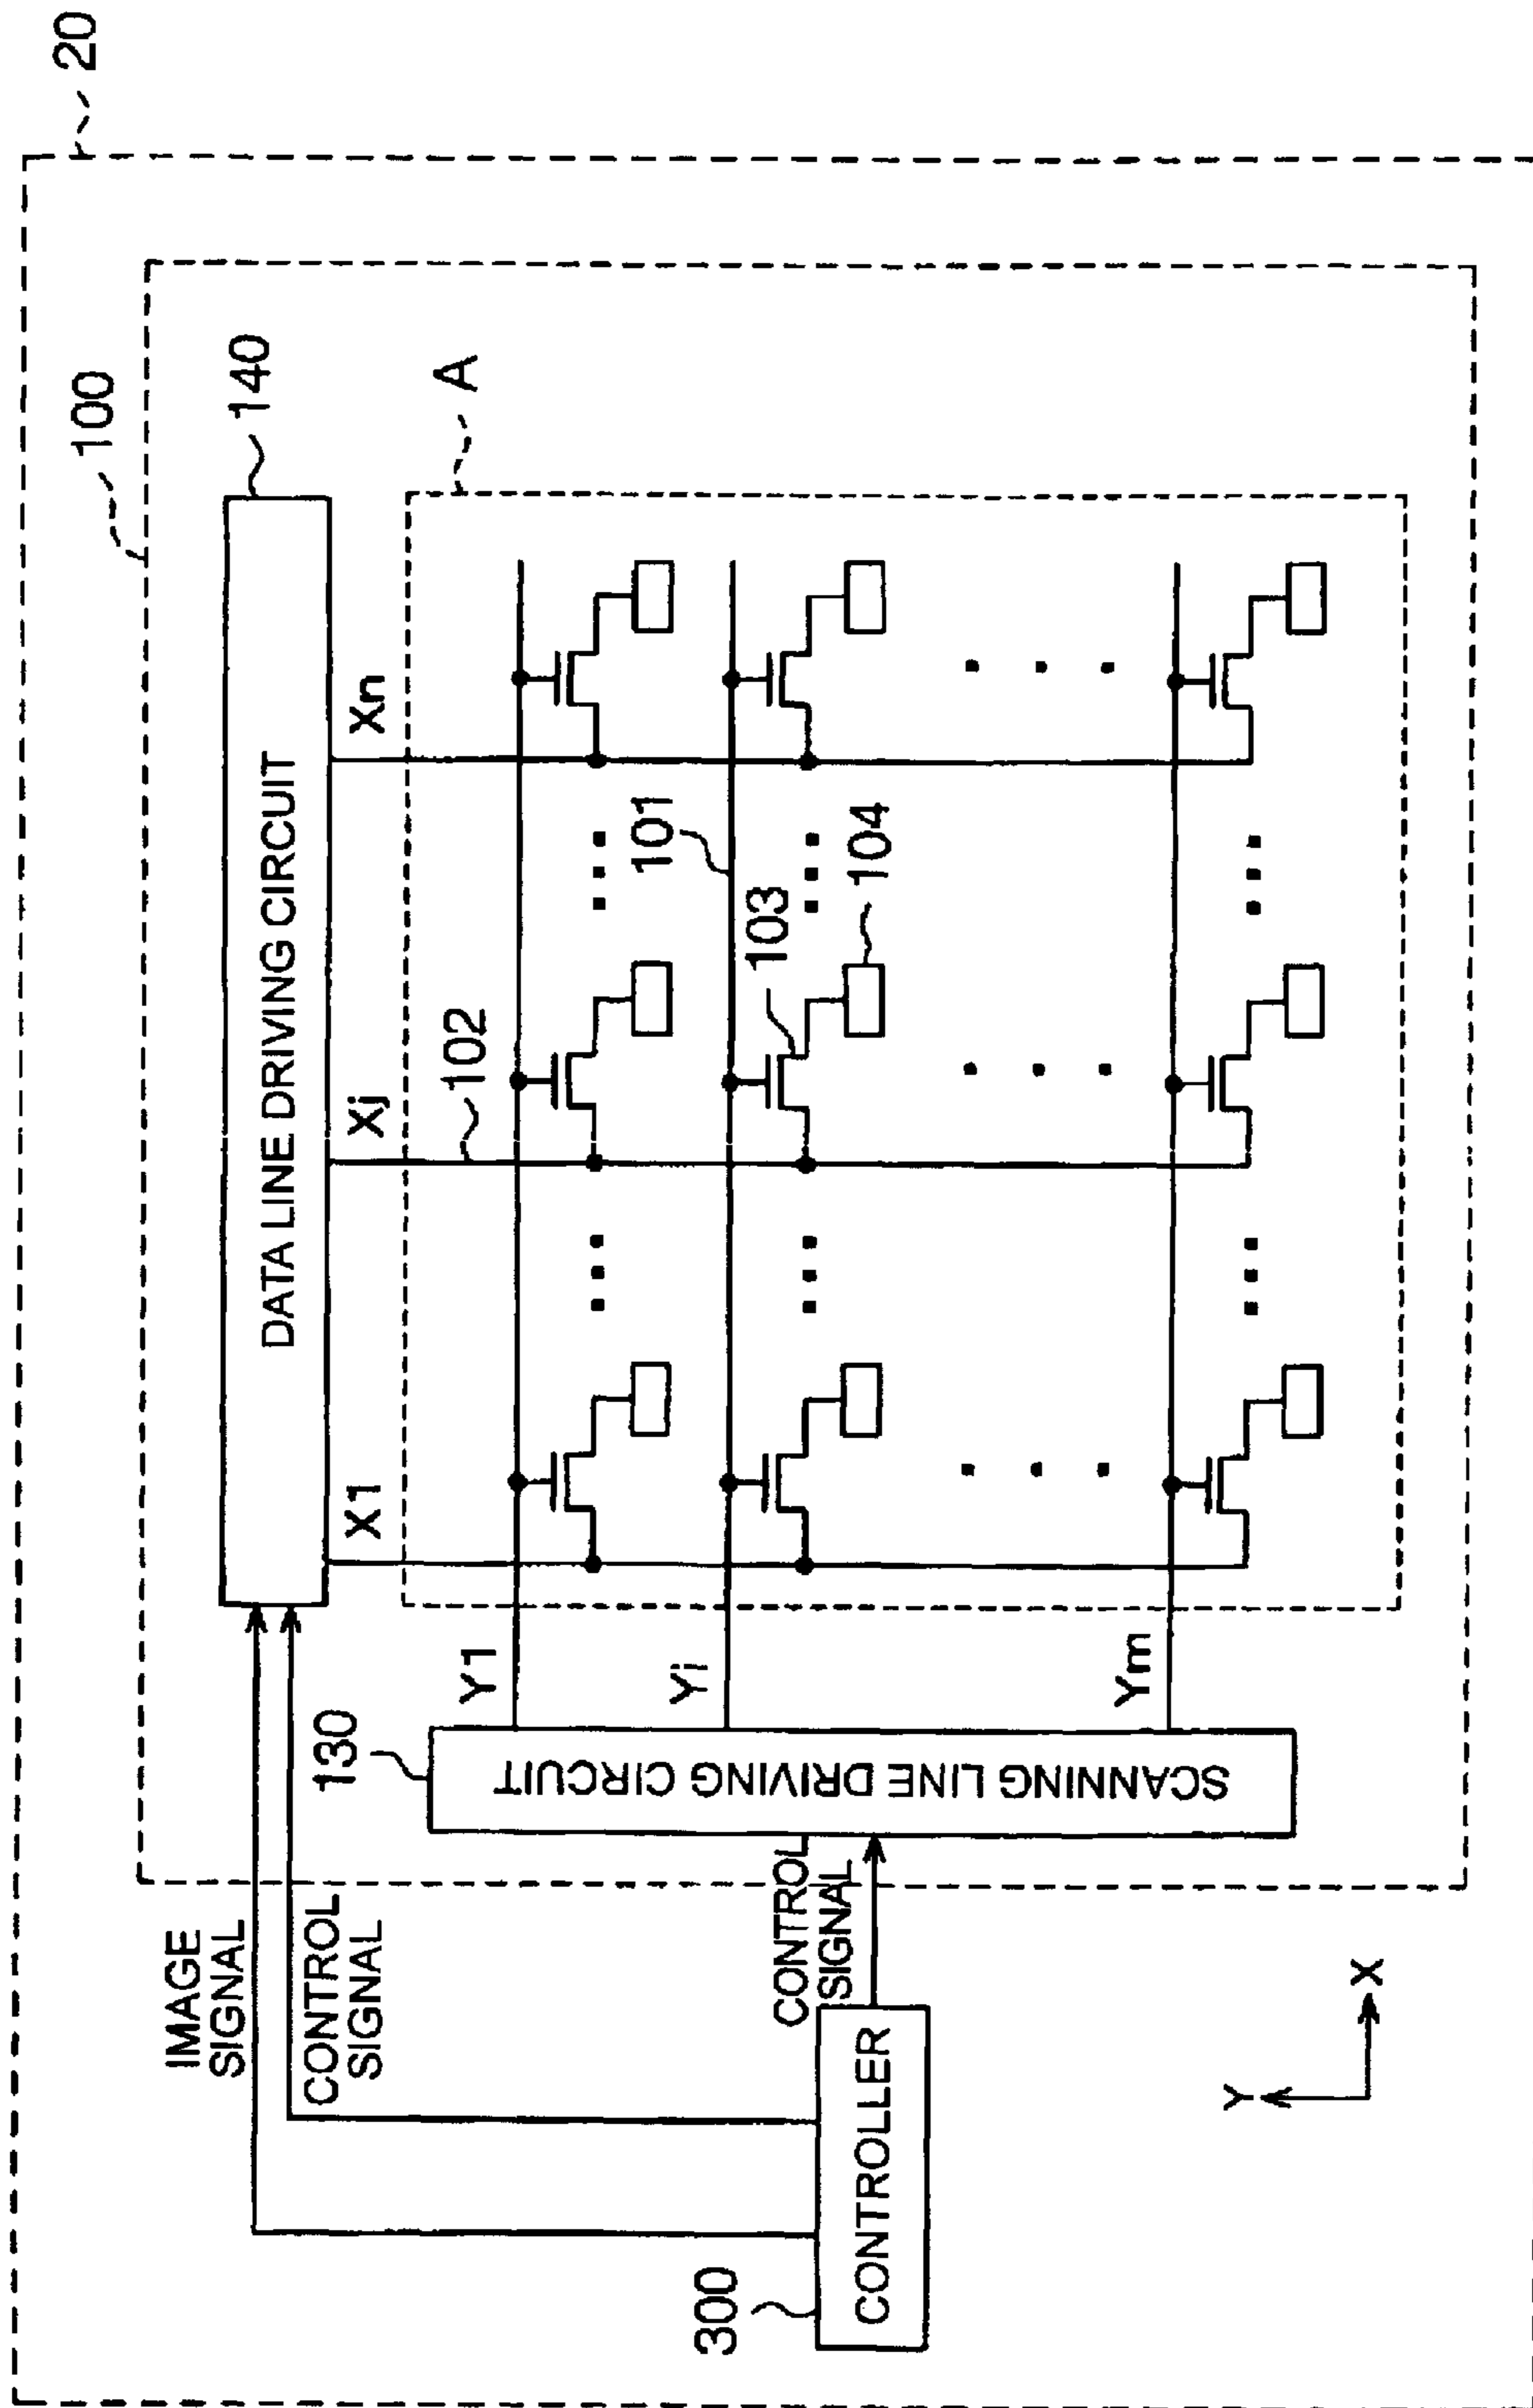 20
100
140
DATA LINE DRIVING CIRCUIT
IMAGE
SIGNAL
CONTROL
SIGNAL
X1
Xj
Xn
102
A
130
Y1
Yi
Ym
101
103
104
SCANNING LINE DRIVING CIRCUIT
CONTROL
SIGNAL
300
CONTROLLER
Y
X